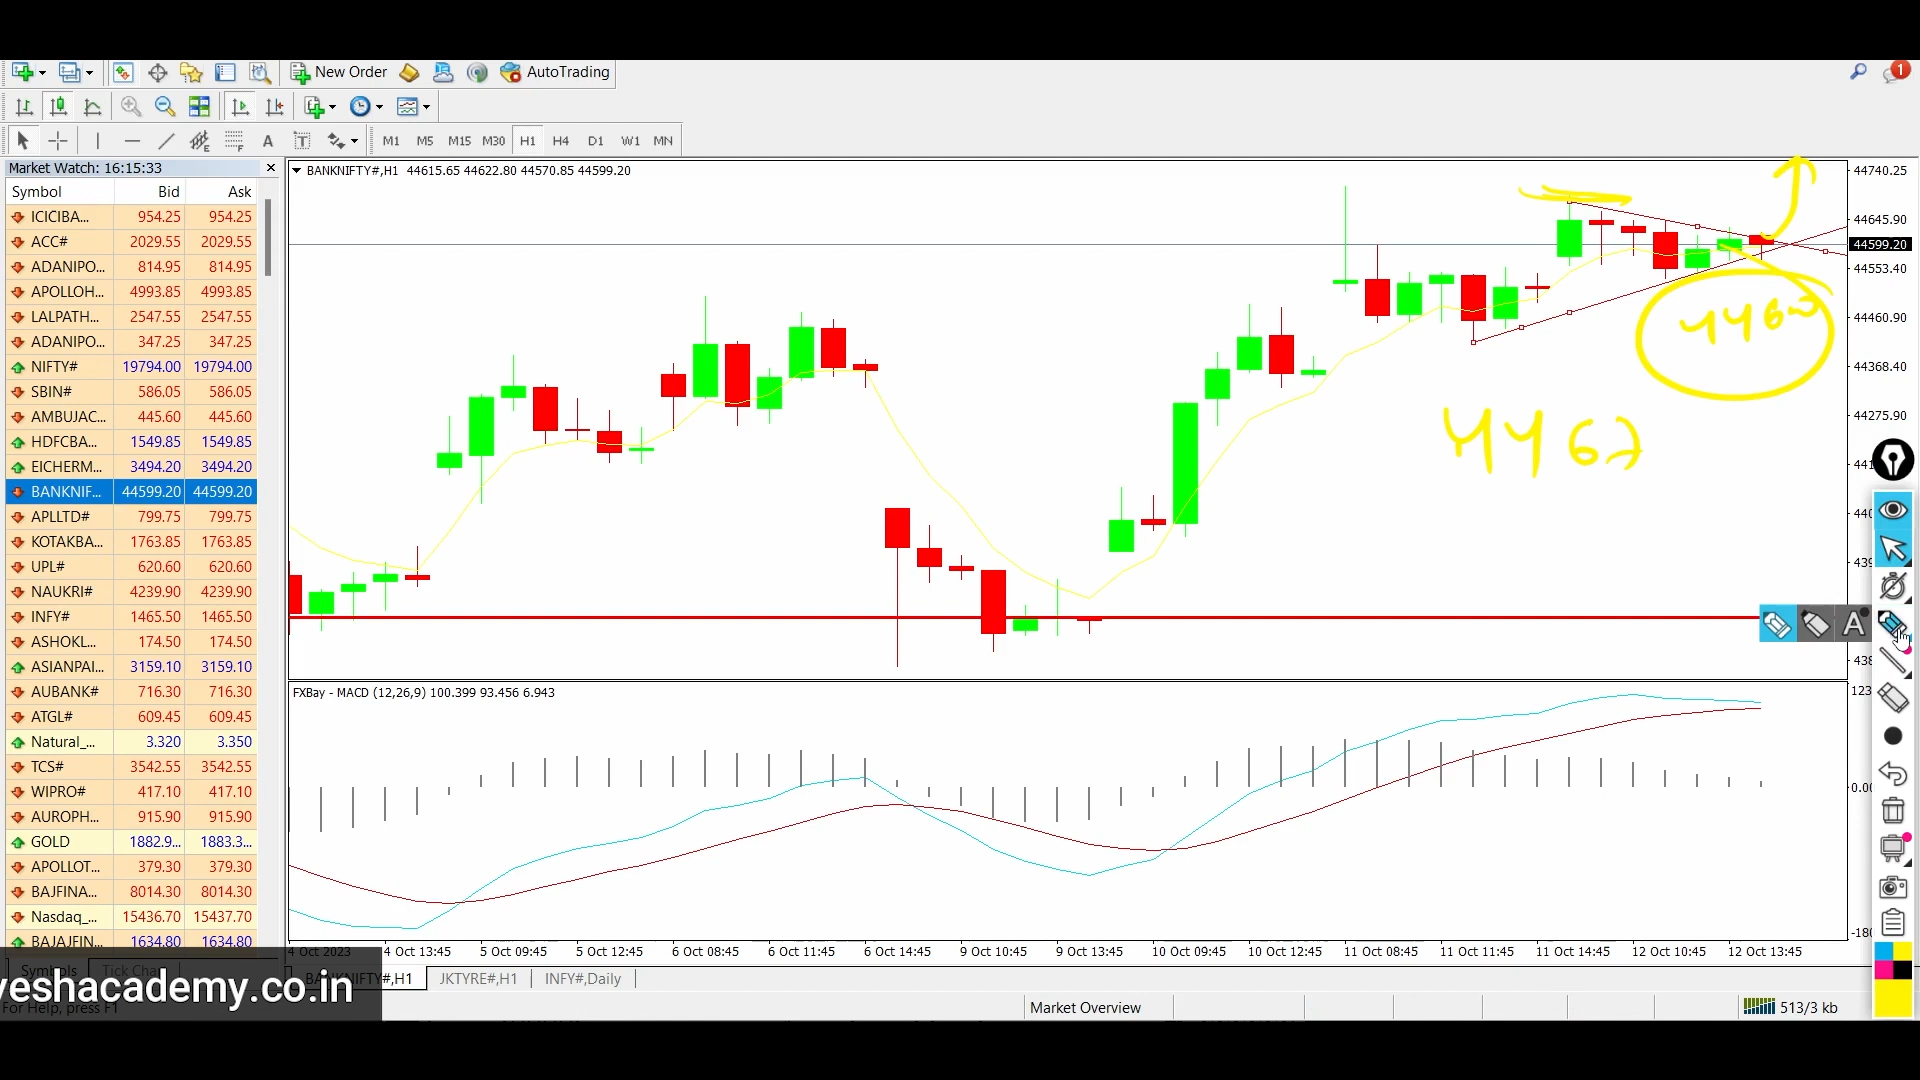 New Order AutoTrading 1
M1 M5 M15 M30 H1 H4 D1 W1 MN
Market Watch: 16:15:33
Symbol Bid Ask
ICICIBA... 954.25 954.25
ACC# 2029.55 2029.55
ADANIPO... 814.95 814.95
APOLLOH... 4993.85 4993.85
LALPATH... 2547.55 2547.55
ADANIPO... 347.25 347.25
NIFTY# 19794.00 19794.00
SBIN# 586.05 586.05
AMBUJAC... 445.60 445.60
HDFCBA... 1549.85 1549.85
EICHERM... 3494.20 3494.20
BANKNIF... 44599.20 44599.20
APLLTD# 799.75 799.75
KOTAKBA... 1763.85 1763.85
UPL# 620.60 620.60
NAUKRI# 4239.90 4239.90
INFY# 1465.50 1465.50
ASHOKL... 174.50 174.50
ASIANPAI... 3159.10 3159.10
AUBANK# 716.30 716.30
ATGL# 609.45 609.45
Natural_... 3.320 3.350
TCS# 3542.55 3542.55
WIPRO# 417.10 417.10
AUROPH... 915.90 915.90
GOLD 1882.9... 1883.3...
APOLLOT... 379.30 379.30
BAJFINA... 8014.30 8014.30
Nasdaq_... 15436.70 15437.70
BAJAJFIN... 1634.80 1634.80
Symbols Tick Char
yeshacademy.co.in
For Help, press F1
BANKNIFTY#,H1 44615.65 44622.80 44570.85 44599.20
44740.25
44645.90
44599.20
44553.40
44460.90
44368.40
44275.90
FXBay - MACD (12,26,9) 100.399 93.456 6.943
4 Oct 2023 4 Oct 13:45 5 Oct 09:45 5 Oct 12:45 6 Oct 08:45 6 Oct 11:45 6 Oct 14:45 9 Oct 10:45 9 Oct 13:45 10 Oct 09:45 10 Oct 12:45 11 Oct 08:45 11 Oct 11:45 11 Oct 14:45 12 Oct 10:45 12 Oct 13:45
BANKNIFTY#,H1 JKTYRE#,H1 INFY#,Daily
Market Overview 513/3 kb